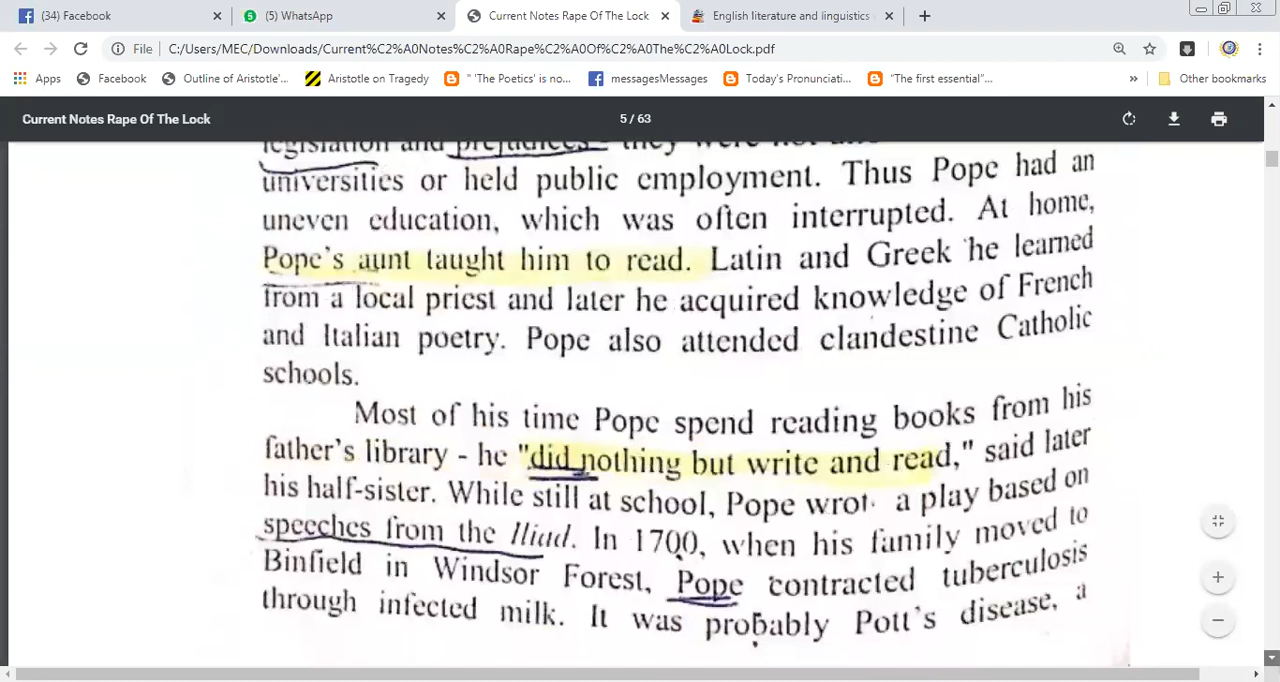 (34) Facebook
5
(5) WhatsApp
Current Notes Rape Of The Lock
English literature and linguistics
File
C:/Users/MEC/Downloads/Current%C2%A0Notes%C2%A0Rape%C2%A0Of%C2%A0The%C2%A0Lock.pdf
Apps
Facebook
Outline of Aristotle'...
Aristotle on Tragedy
" 'The Poetics' is no...
messagesMessages
Today's Pronunciati...
"The first essential"...
»
Other bookmarks
Current Notes Rape Of The Lock
5 / 63
legislation and prejudices - they were not
universities or held public employment. Thus Pope had an
uneven education, which was often interrupted. At home,
Pope's aunt taught him to read. Latin and Greek he learned
from a local priest and later he acquired knowledge of French
and Italian poetry. Pope also attended clandestine Catholic
schools.
Most of his time Pope spend reading books from his
father's library - he "did nothing but write and read," said later
his half-sister. While still at school, Pope wrot a play based on
speeches from the Iliad. In 1700, when his family moved to
Binfield in Windsor Forest, Pope contracted tuberculosis
through infected milk. It was probably Pott's disease, a